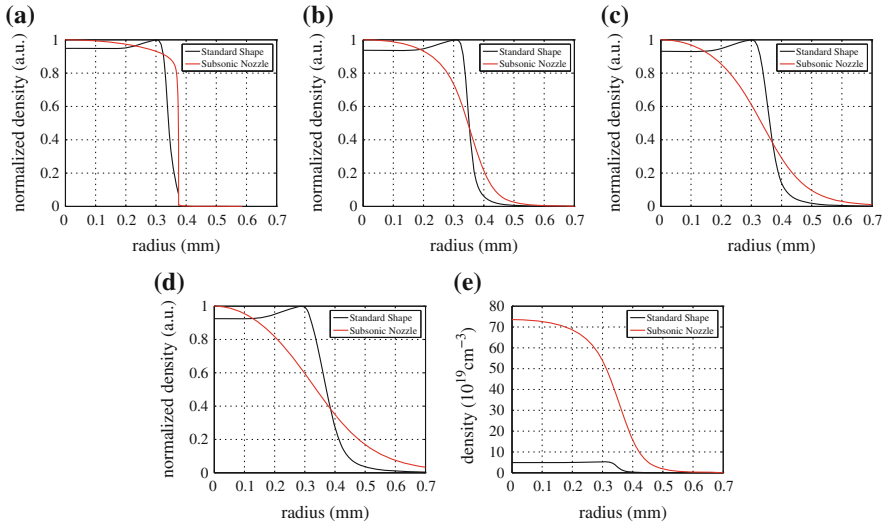 (a)
normalized density (a.u.)
1
0.8
0.6
0.4
0.2
0
Standard Shape
Subsonic Nozzle
0 0.1 0.2 0.3 0.4 0.5 0.6 0.7
radius (mm)
(b)
normalized density (a.u.)
1
0.8
0.6
0.4
0.2
0
Standard Shape
Subsonic Nozzle
0 0.1 0.2 0.3 0.4 0.5 0.6 0.7
radius (mm)
(c)
normalized density (a.u.)
1
0.8
0.6
0.4
0.2
0
Standard Shape
Subsonic Nozzle
0 0.1 0.2 0.3 0.4 0.5 0.6 0.7
radius (mm)
(d)
normalized density (a.u.)
1
0.8
0.6
0.4
0.2
0
Standard Shape
Subsonic Nozzle
0 0.1 0.2 0.3 0.4 0.5 0.6 0.7
radius (mm)
(e)
density (10¹⁹cm⁻³)
80
70
60
50
40
30
20
10
0
Standard Shape
Subsonic Nozzle
0 0.1 0.2 0.3 0.4 0.5 0.6 0.7
radius (mm)